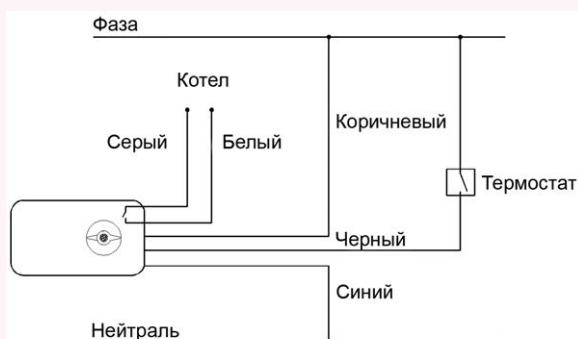 Фаза
Котел
Серый
Белый
Коричневый
Термостат
Черный
Синий
Нейтраль